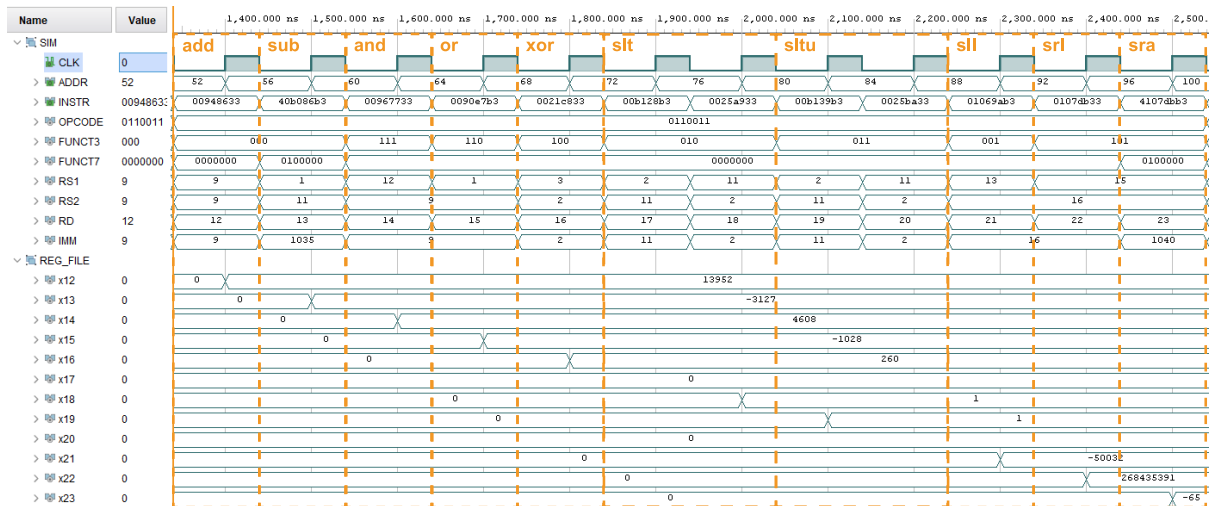 Name Value 1,400.000 ns 1,500.000 ns 1,600.000 ns 1,700.000 ns 1,800.000 ns 1,900.000 ns 2,000.000 ns 2,100.000 ns 2,200.000 ns 2,300.000 ns 2,400.000 ns 2,500.
SIM add sub and or xor slt sltu sll srl sra
CLK 0
ADDR 52 52 56 60 64 68 72 76 80 84 88 92 96 100
INSTR 00948633 00948633 40b086b3 00967733 0090e7b3 0021c833 00b128b3 0025a933 00b139b3 0025ba33 01069ab3 0107db33 4107dbb3
OPCODE 0110011 0110011
FUNCT3 000 000 111 110 100 010 011 001 101
FUNCT7 0000000 0000000 0100000 0000000 0100000
RS1 9 9 1 12 1 3 2 11 2 11 13 15
RS2 9 9 11 9 2 11 2 11 2 16
RD 12 12 13 14 15 16 17 18 19 20 21 22 23
IMM 9 9 1035 9 2 11 2 11 2 16 1040
REG_FILE
x12 0 0 13952
x13 0 0 -3127
x14 0 0 4608
x15 0 0 -1028
x16 0 0 260
x17 0 0
x18 0 0 1
x19 0 0 1
x20 0 0
x21 0 0 -50032
x22 0 0 268435391
x23 0 0 -65